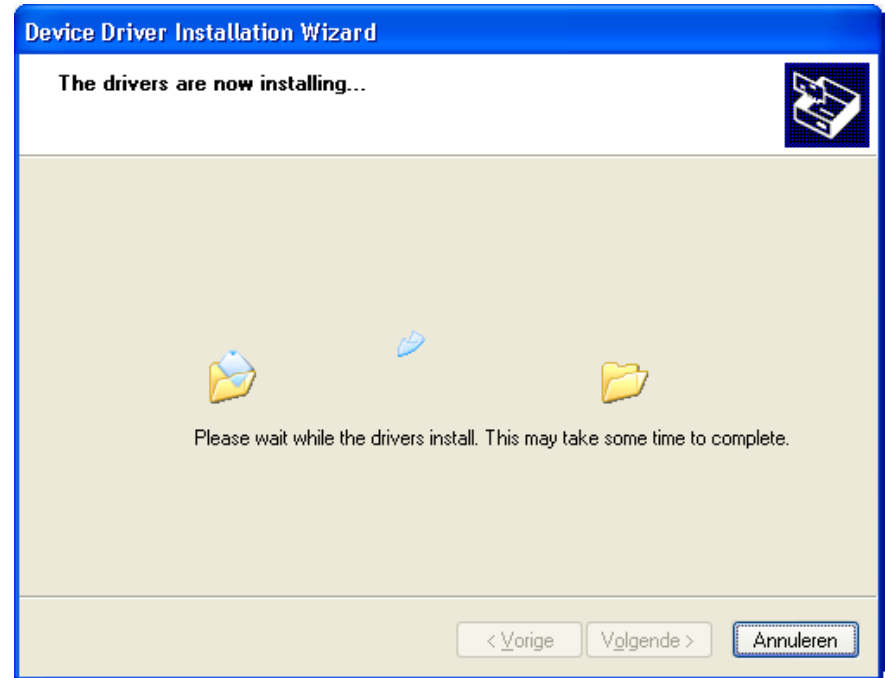 Device Driver Installation Wizard
The drivers are now installing...
Please wait while the drivers install. This may take some time to complete.
< Vorige
Volgende >
Annuleren